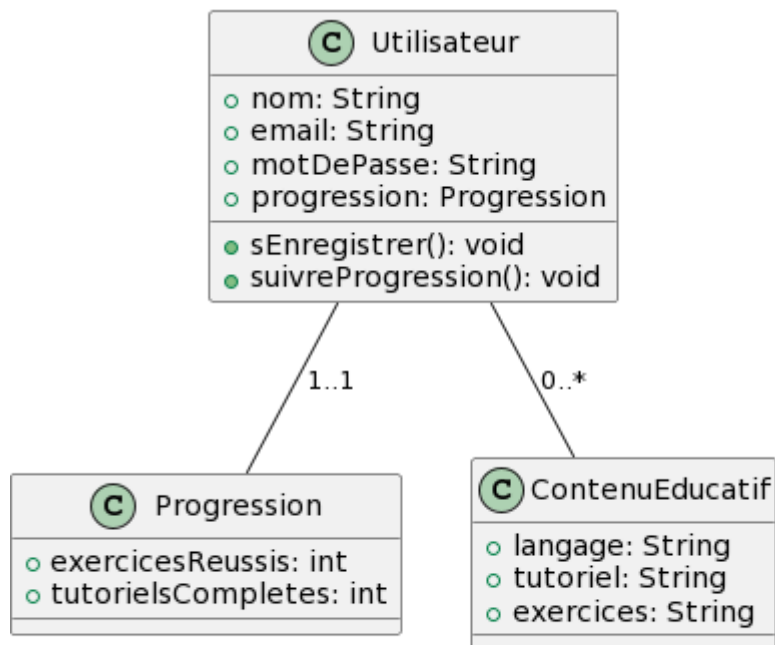 C Utilisateur
nom: String
email: String
motDePasse: String
progression: Progression
sEnregistrer(): void
suivreProgression(): void
1..1
0..*
C Progression
exercicesReussis: int
tutorielsCompletes: int
C ContenuEducatif
langage: String
tutoriel: String
exercices: String